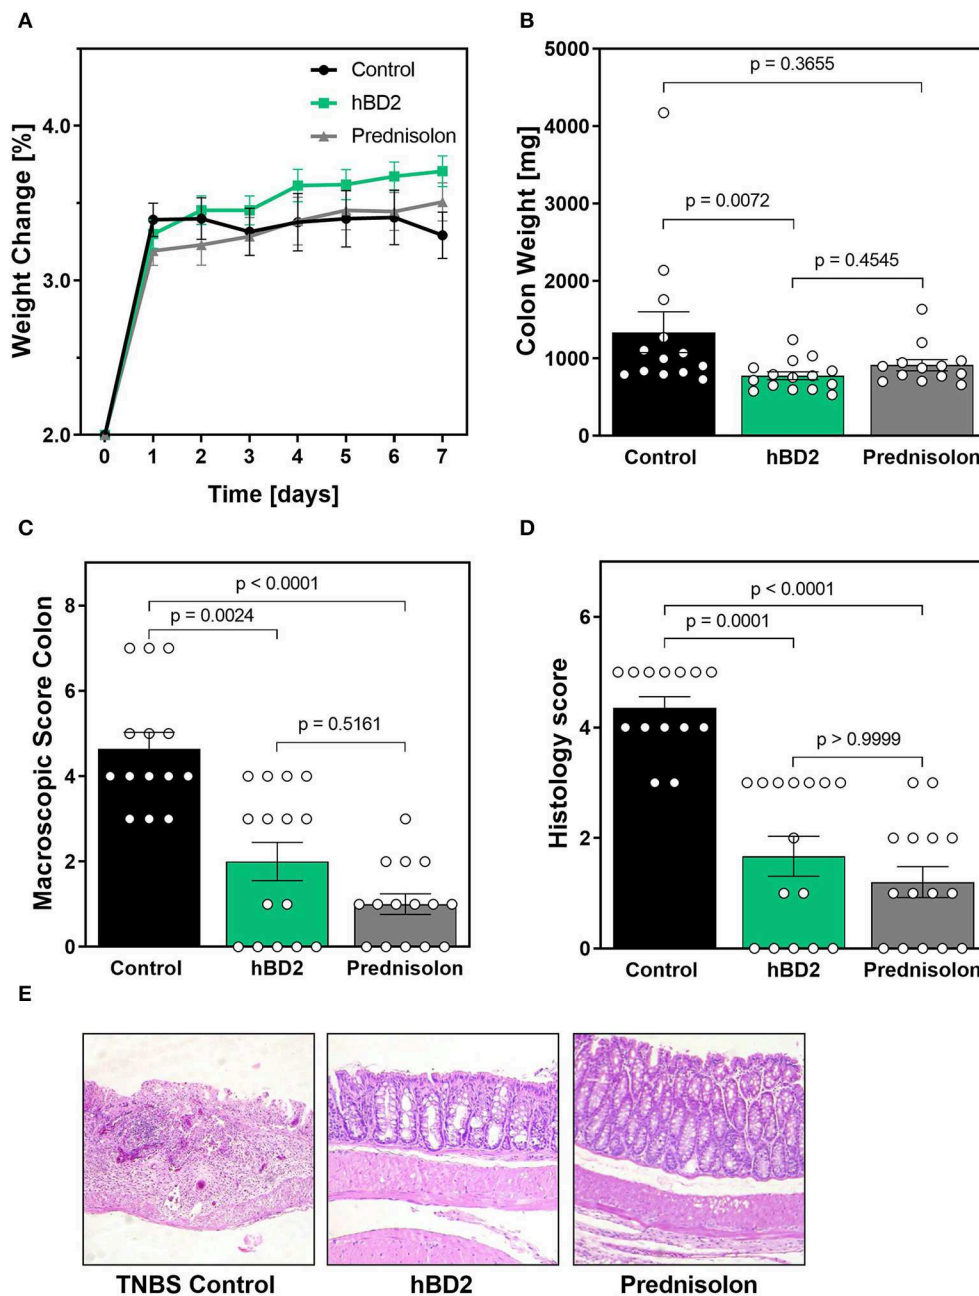 A
Weight Change [%]
4.0
3.0
2.0
Control
hBD2
Prednisolon
0 1 2 3 4 5 6 7
Time [days]
B
Colon Weight [mg]
5000
4000
3000
2000
1000
0
p = 0.3655
p = 0.0072
p = 0.4545
Control hBD2 Prednisolon
C
Macroscopic Score Colon
8
6
4
2
0
p < 0.0001
p = 0.0024
p = 0.5161
Control hBD2 Prednisolon
D
Histology score
6
4
2
0
p < 0.0001
p = 0.0001
p > 0.9999
Control hBD2 Prednisolon
E
TNBS Control hBD2 Prednisolon